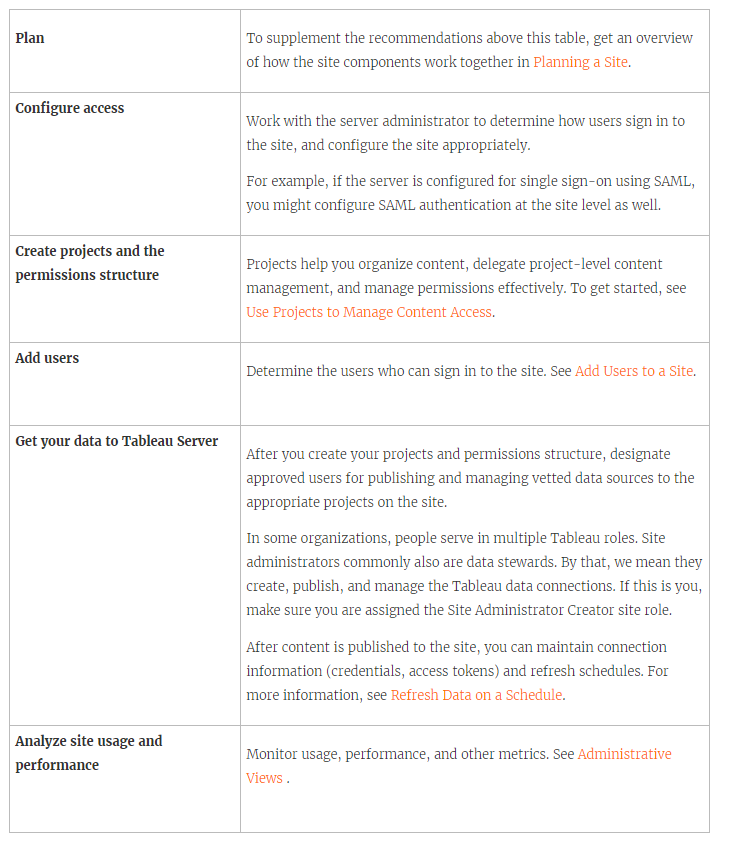 Plan
To supplement the recommendations above this table, get an overview
of how the site components work together in Planning a Site.
Configure access
Work with the server administrator to determine how users sign in to
the site, and configure the site appropriately.
For example, if the server is configured for single sign-on using SAML,
you might configure SAML authentication at the site level as well.
Create projects and the
permissions structure
Projects help you organize content, delegate project-level content
management, and manage permissions effectively. To get started, see
Use Projects to Manage Content Access.
Add users
Determine the users who can sign in to the site. See Add Users to a Site.
Get your data to Tableau Server
After you create your projects and permissions structure, designate
approved users for publishing and managing vetted data sources to the
appropriate projects on the site.
In some organizations, people serve in multiple Tableau roles. Site
administrators commonly also are data stewards. By that, we mean they
create, publish, and manage the Tableau data connections. If this is you,
make sure you are assigned the Site Administrator Creator site role.
After content is published to the site, you can maintain connection
information (credentials, access tokens) and refresh schedules. For
more information, see Refresh Data on a Schedule.
Analyze site usage and
performance
Monitor usage, performance, and other metrics. See Administrative
Views .